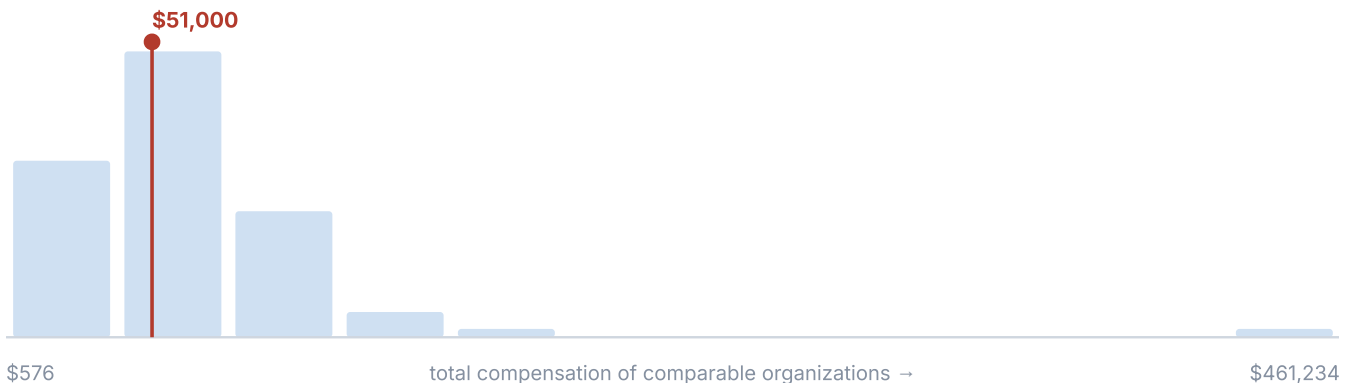 $51,000
$576 total compensation of comparable organizations → $461,234